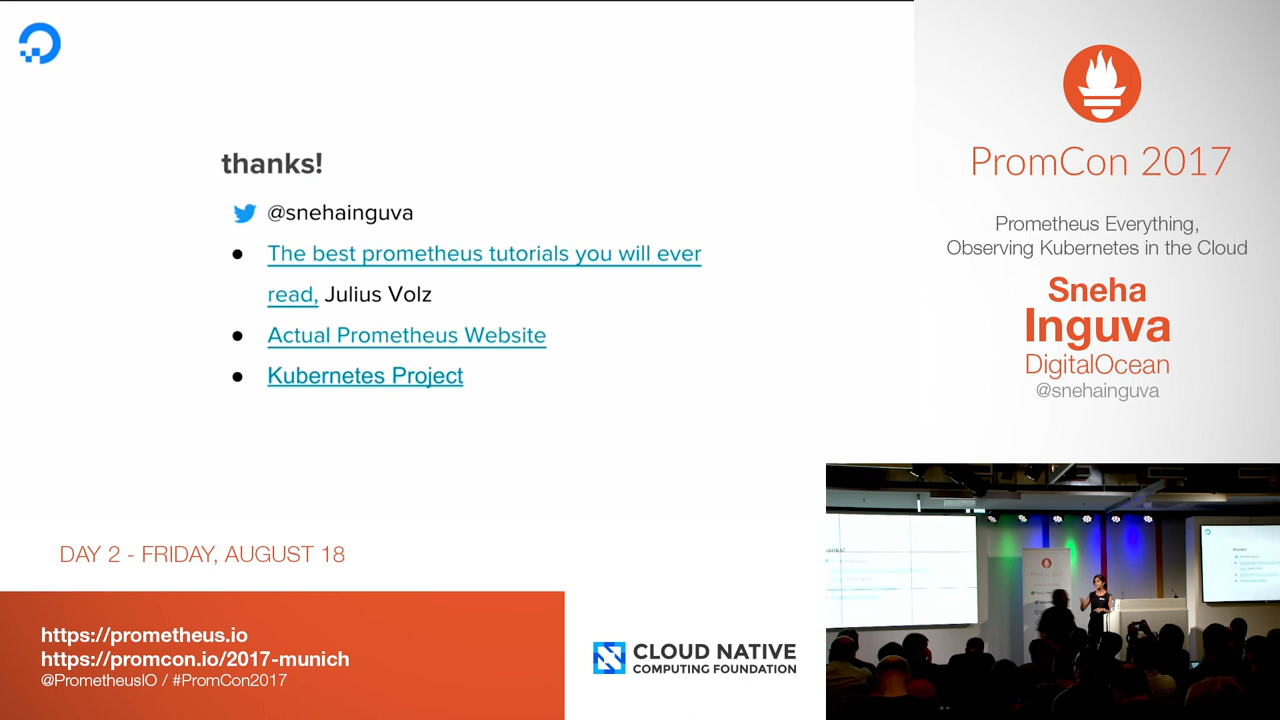 thanks!
@snehainguva
The best prometheus tutorials you will ever
read, Julius Volz
Actual Prometheus Website
Kubernetes Project
PromCon 2017
Prometheus Everything,
Observing Kubernetes in the Cloud
Sneha
Inguva
DigitalOcean
@snehainguva
DAY 2 - FRIDAY, AUGUST 18
https://prometheus.io
https://promcon.io/2017-munich
@PrometheusIO / #PromCon2017
CLOUD NATIVE
COMPUTING FOUNDATION
thanks!